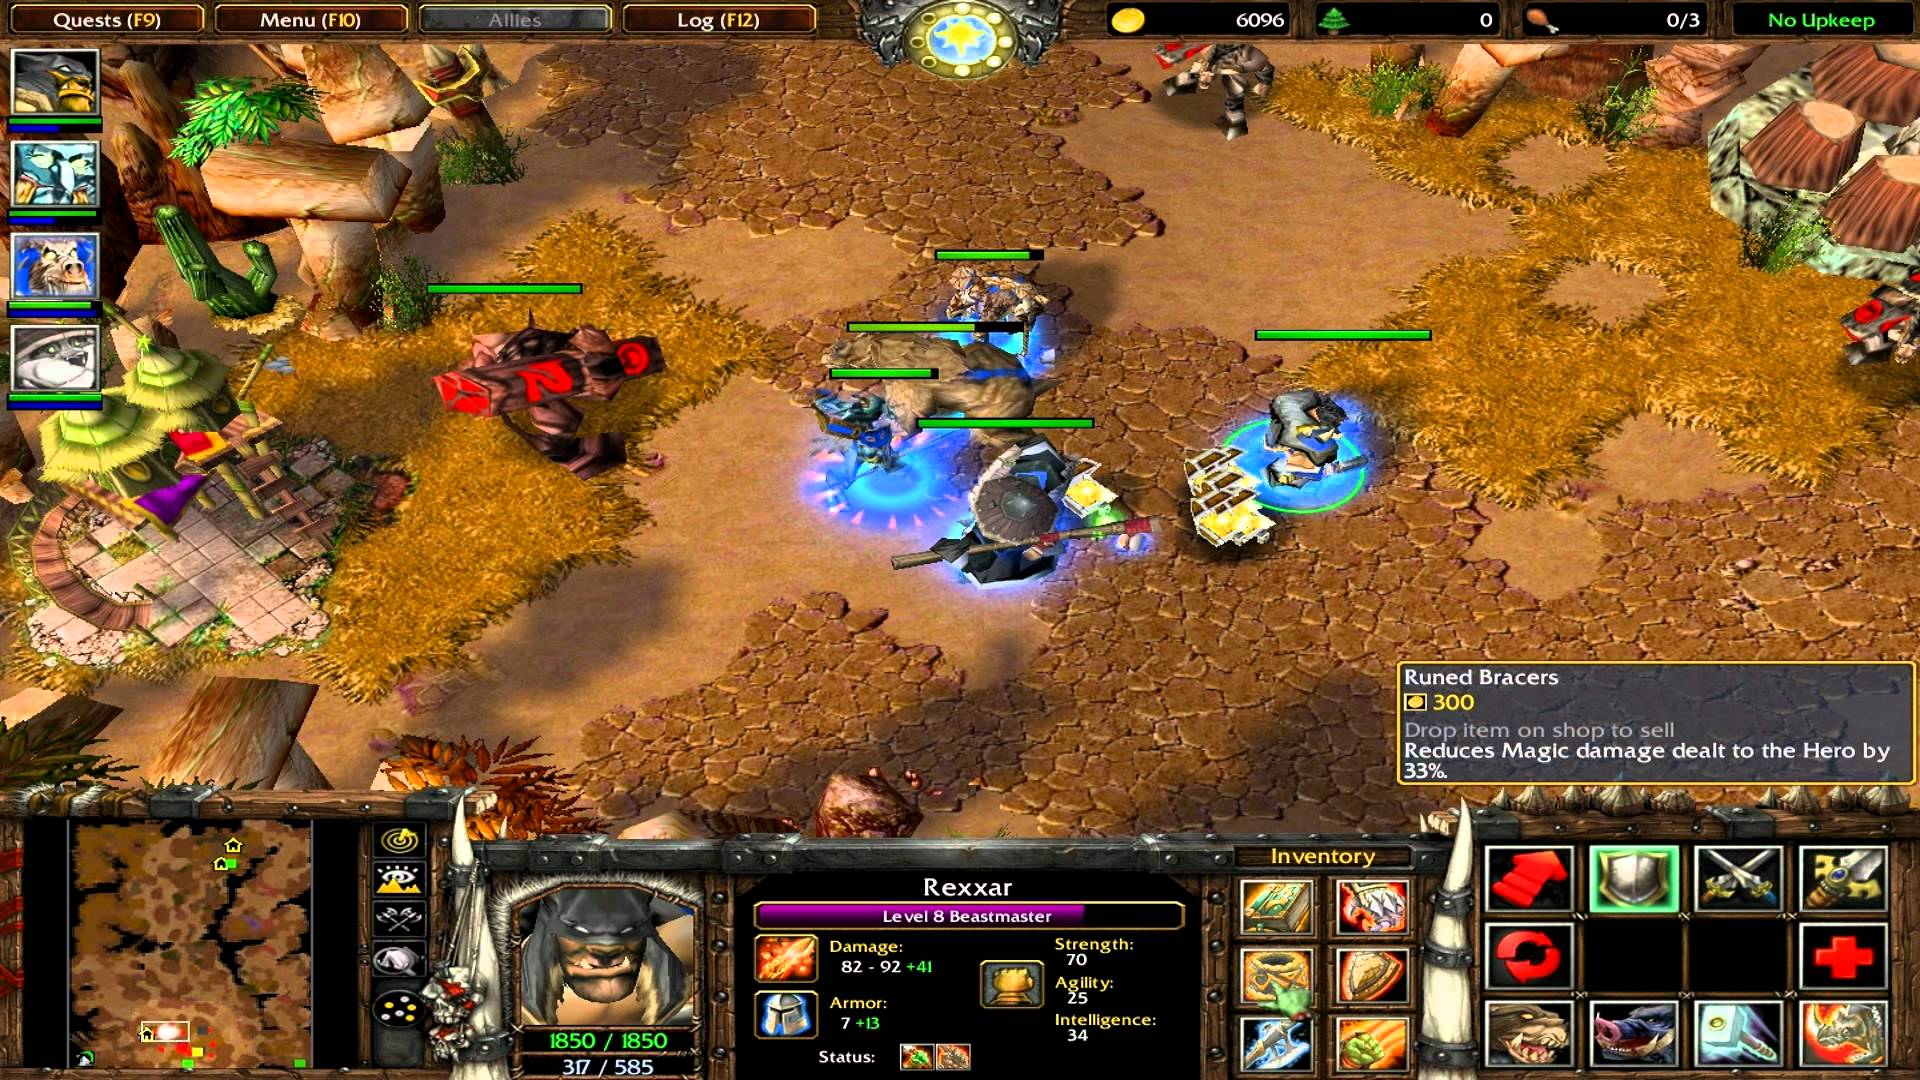 Quests (F9) Menu (F10) Allies Log (F12) 6096 0 0/3 No Upkeep
Runed Bracers
300
Drop item on shop to sell
Reduces Magic damage dealt to the Hero by
33%.
Inventory
Rexxar
Level 8 Beastmaster
Damage:
82 - 92 +41
Armor:
7 +13
Status:
Strength:
70
Agility:
25
Intelligence:
34
1850 / 1850
317 / 585